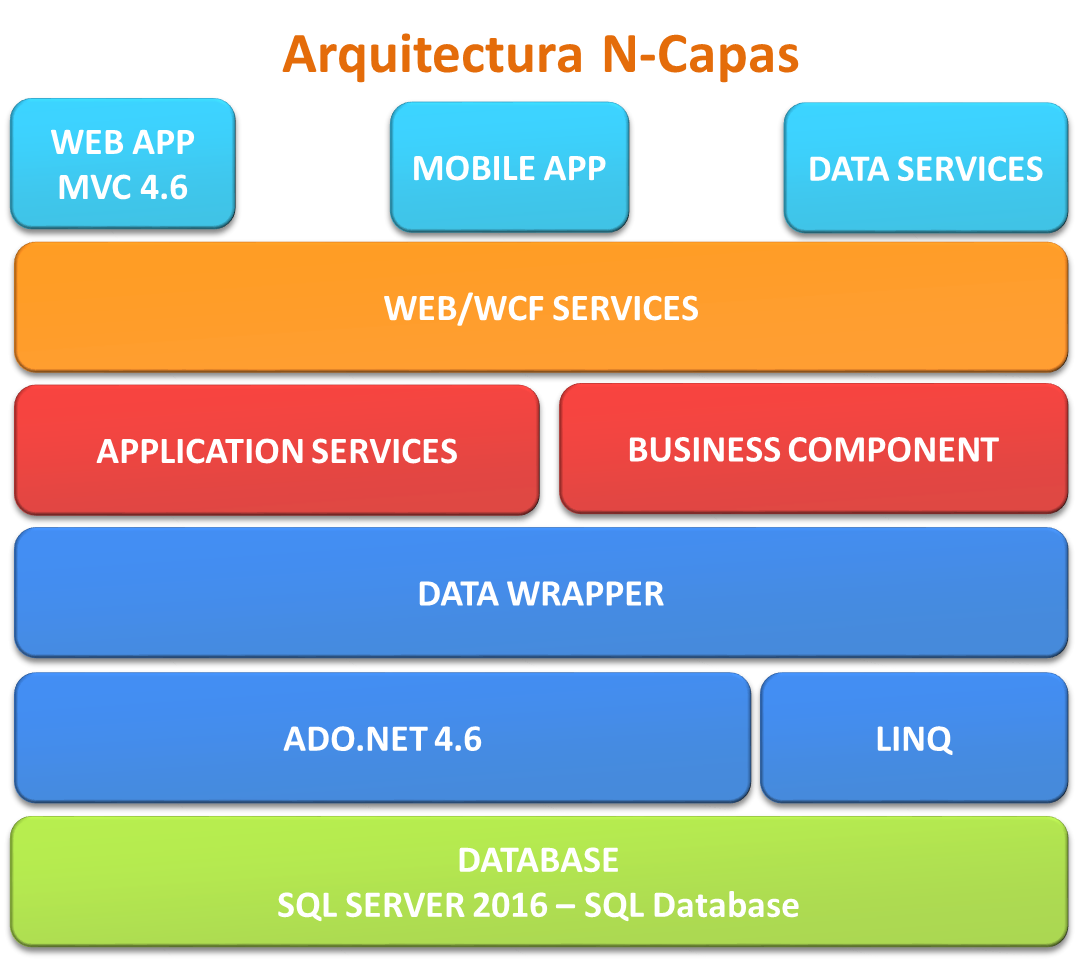 Arquitectura N-Capas
WEB APP
MVC 4.6
MOBILE APP
DATA SERVICES
WEB/WCF SERVICES
APPLICATION SERVICES
BUSINESS COMPONENT
DATA WRAPPER
ADO.NET 4.6
LINQ
DATABASE
SQL SERVER 2016 – SQL Database